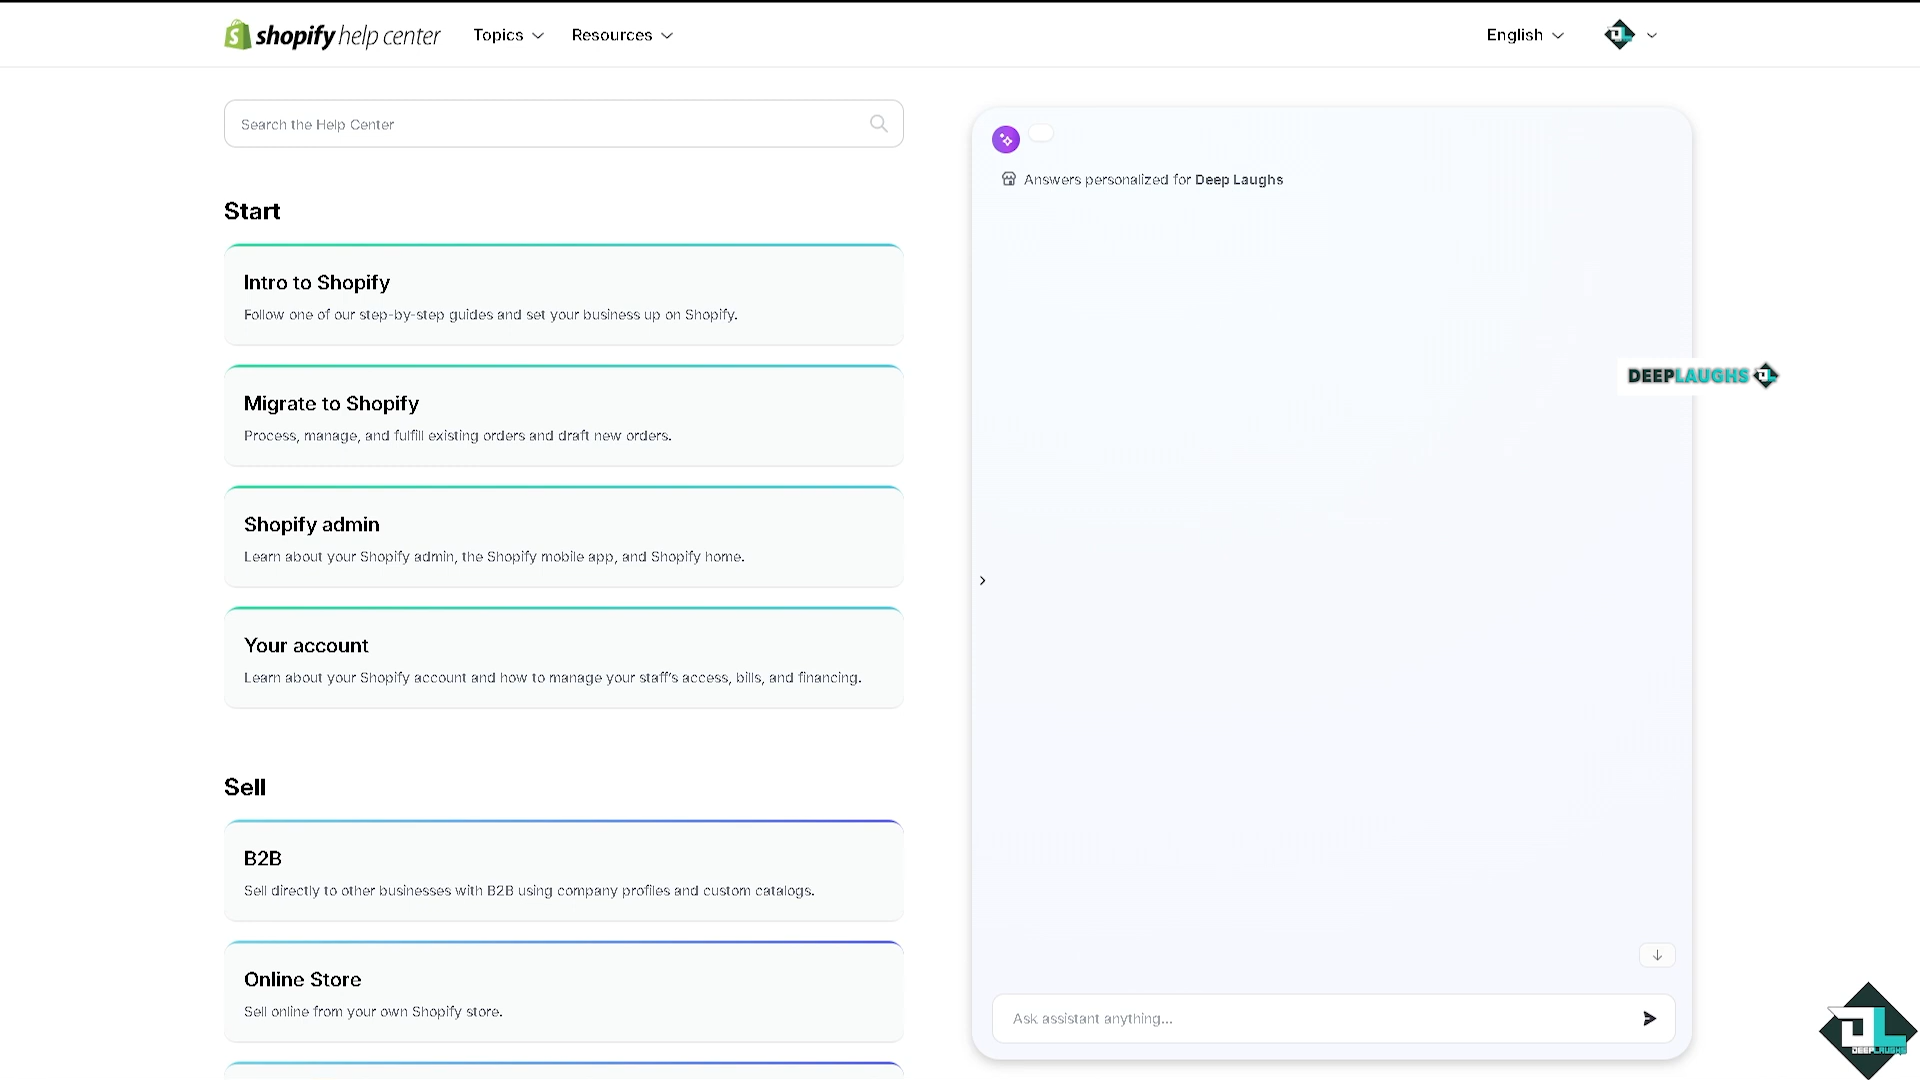 shopify help center
Topics
Resources
English
Search the Help Center
Start
Intro to Shopify
Follow one of our step-by-step guides and set your business up on Shopify.
Migrate to Shopify
Process, manage, and fulfill existing orders and draft new orders.
Shopify admin
Learn about your Shopify admin, the Shopify mobile app, and Shopify home.
Your account
Learn about your Shopify account and how to manage your staff's access, bills, and financing.
Sell
B2B
Sell directly to other businesses with B2B using company profiles and custom catalogs.
Online Store
Sell online from your own Shopify store.
Answers personalized for Deep Laughs
DEEPLAUGHS
Ask assistant anything...
DL
DEEPLAUGHS